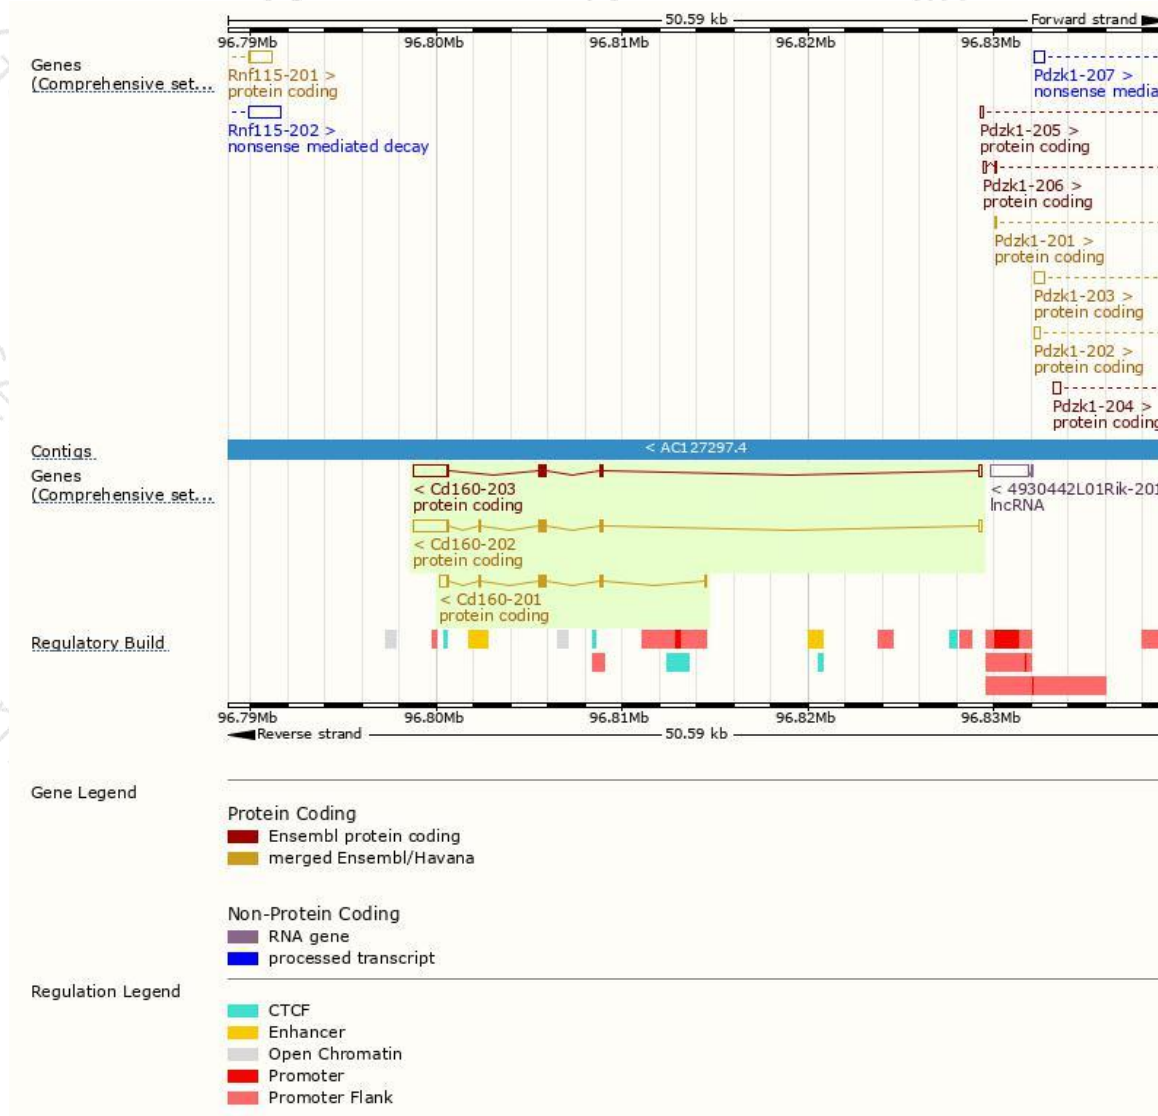 50.59 kb Forward strand
96.79Mb 96.80Mb 96.81Mb 96.82Mb 96.83Mb
Genes
(Comprehensive set...
Rnf115-201 >
protein coding
Rnf115-202 >
nonsense mediated decay
Pdzk1-207 >
nonsense media
Pdzk1-205 >
protein coding
Pdzk1-206 >
protein coding
Pdzk1-201 >
protein coding
Pdzk1-203 >
protein coding
Pdzk1-202 >
protein coding
Pdzk1-204 >
protein coding
Contigs
< AC127297.4
Genes
(Comprehensive set...
< Cd160-203
protein coding
< 4930442L01Rik-201
lncRNA
< Cd160-202
protein coding
< Cd160-201
protein coding
Regulatory Build
96.79Mb 96.80Mb 96.81Mb 96.82Mb 96.83Mb
Reverse strand 50.59 kb
Gene Legend
Protein Coding
Ensembl protein coding
merged Ensembl/Havana
Non-Protein Coding
RNA gene
processed transcript
Regulation Legend
CTCF
Enhancer
Open Chromatin
Promoter
Promoter Flank